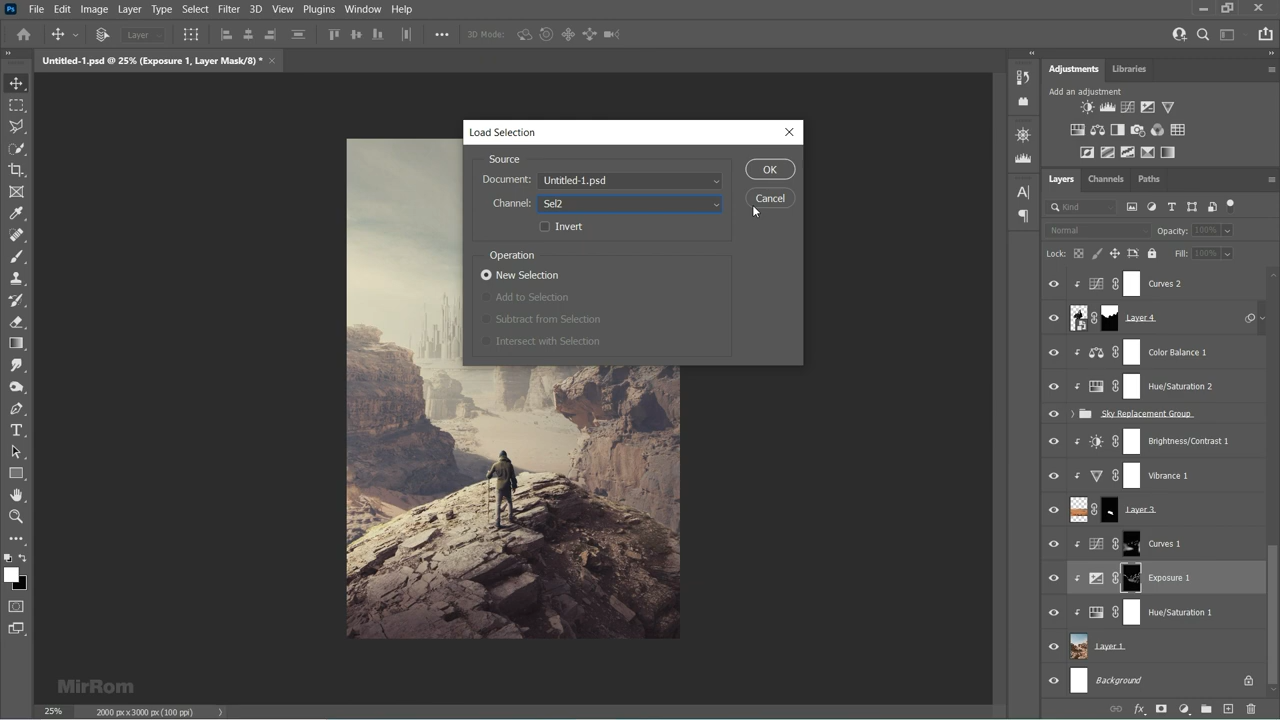 Ps File Edit Image Layer Type Select Filter 3D View Plugins Window Help
Layer 3D Mode:
Untitled-1.psd @ 25% (Exposure 1, Layer Mask/8) *
Load Selection
Source
Document: Untitled-1.psd
Channel: Sel2
Invert
OK
Cancel
Operation
New Selection
Add to Selection
Subtract from Selection
Intersect with Selection
Adjustments Libraries
Add an adjustment
Layers Channels Paths
Kind
Normal Opacity: 100%
Lock: Fill: 100%
Curves 2
Layer 4
Color Balance 1
Hue/Saturation 2
Sky Replacement Group
Brightness/Contrast 1
Vibrance 1
Layer 3
Curves 1
Exposure 1
Hue/Saturation 1
Layer 1
Background
MirRom
25% 2000 px x 3000 px (100 ppi)